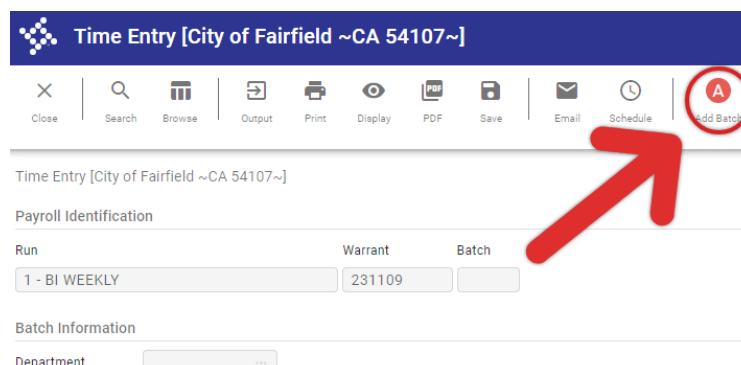 Time Entry [City of Fairfield ~CA 54107~]
Close Search Browse Output Print Display PDF Save Email Schedule Add Batch
PDF
A
Time Entry [City of Fairfield ~CA 54107~]
Payroll Identification
Run Warrant Batch
1 - BI WEEKLY 231109
Batch Information
Department ...